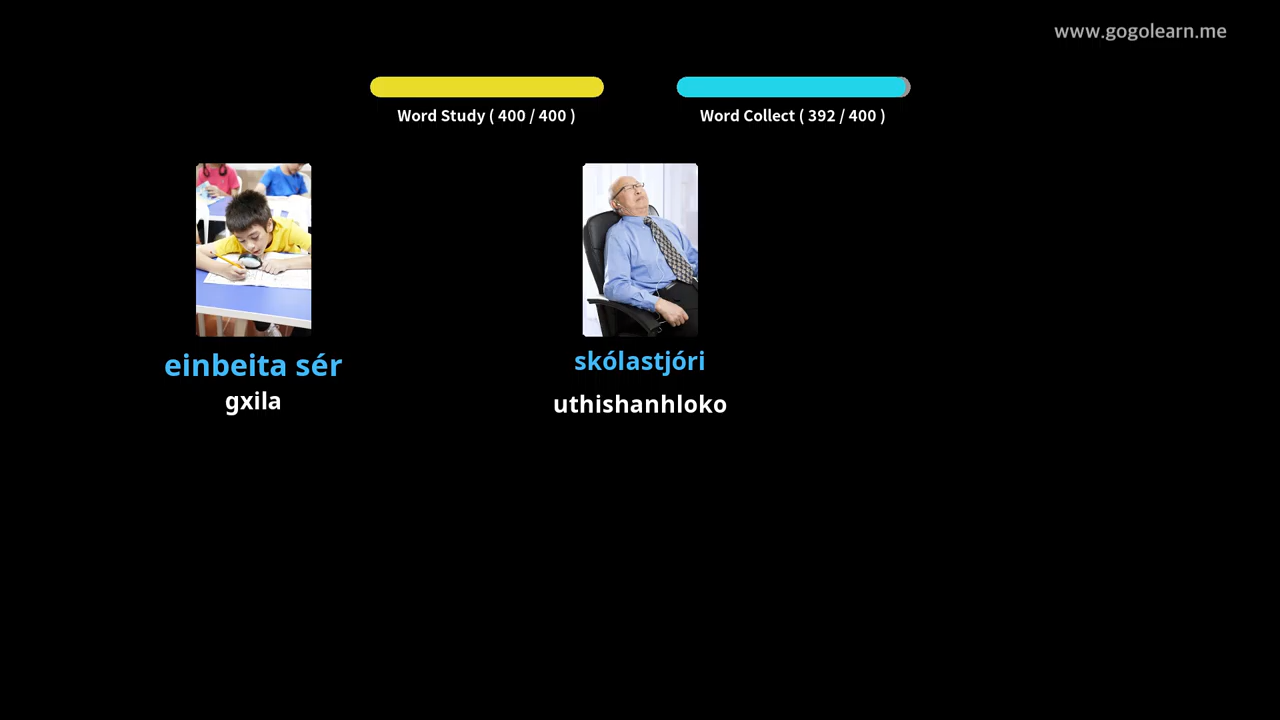 www.gogolearn.me
Word Study ( 400 / 400 )
Word Collect ( 392 / 400 )
einbeita sér
gxila
skólastjóri
uthishanhloko